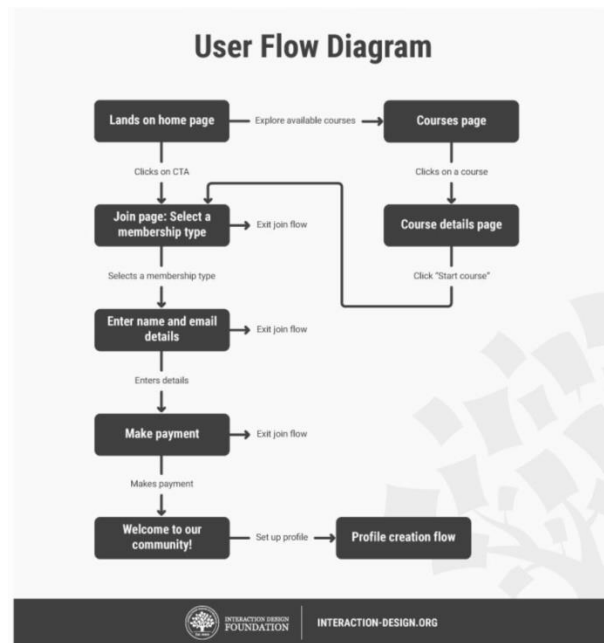 User Flow Diagram
Lands on home page
Explore available courses
Courses page
Clicks on CTA
Clicks on a course
Join page: Select a
membership type
Exit join flow
Course details page
Selects a membership type
Click “Start course”
Enter name and email
details
Exit join flow
Enters details
Make payment
Exit join flow
Makes payment
Welcome to our
community!
Set up profile
Profile creation flow
INTERACTION DESIGN
FOUNDATION
INTERACTION-DESIGN.ORG